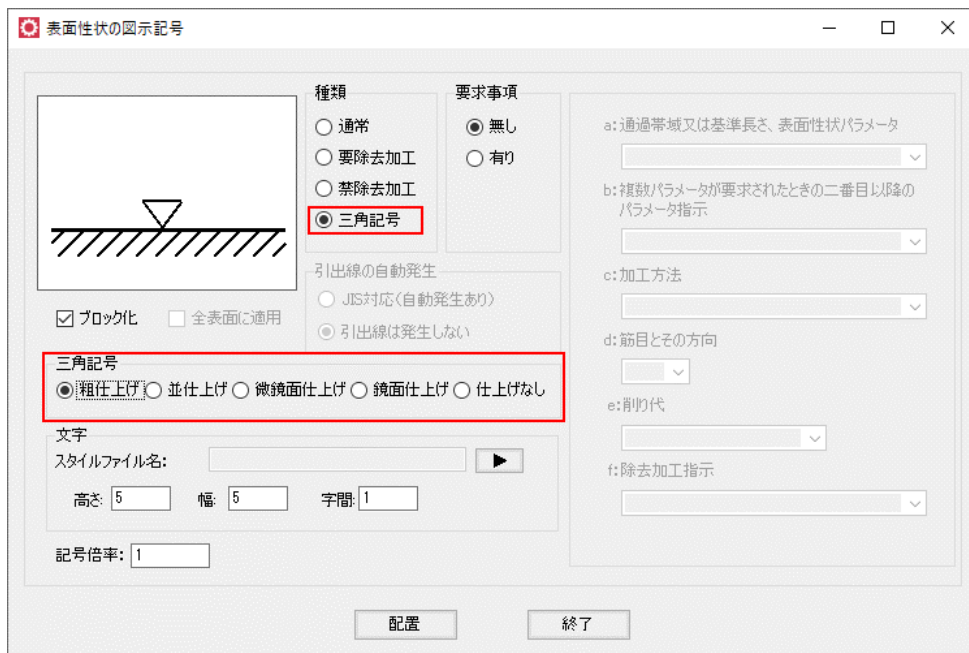 表面性状の図示記号
種類
通常
要除去加工
禁除去加工
三角記号
要求事項
無し
有り
引出線の自動発生
JIS対応(自動発生あり)
引出線は発生しない
ブロック化 全表面に適用
三角記号
粗仕上げ 並仕上げ 微鏡面仕上げ 鏡面仕上げ 仕上げなし
文字
スタイルファイル名:
高さ: 5 幅: 5 字間: 1
記号倍率: 1
a:通過帯域又は基準長さ、表面性状パラメータ
b:複数パラメータが要求されたときの二番目以降の
パラメータ指示
c:加工方法
d:筋目とその方向
e:削り代
f:除去加工指示
配置 終了